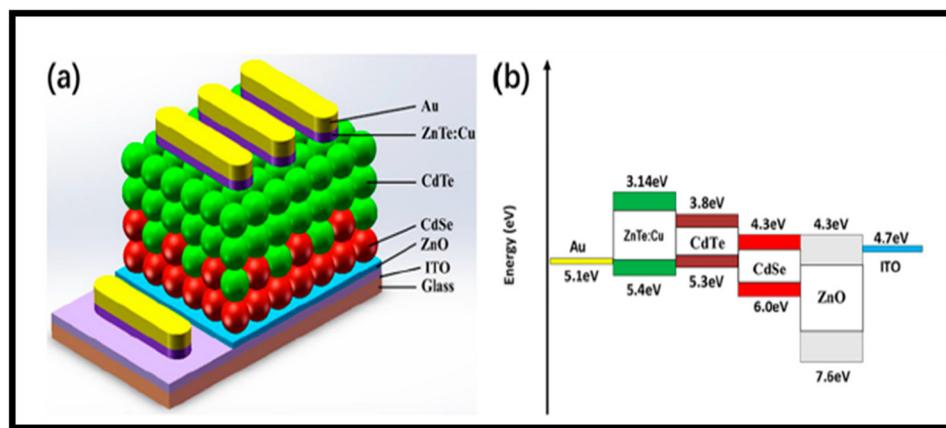 (a)
Au
ZnTe:Cu
CdTe
CdSe
ZnO
ITO
Glass
(b)
Energy (eV)
Au
5.1eV
3.14eV
ZnTe:Cu
5.4eV
3.8eV
CdTe
5.3eV
4.3eV
CdSe
6.0eV
4.3eV
ZnO
7.6eV
4.7eV
ITO